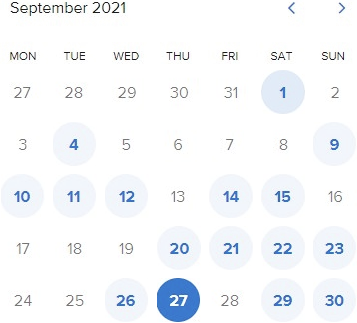 September 2021
MON TUE WED THU FRI SAT SUN
27 28 29 30 31 1 2
3 4 5 6 7 8 9
10 11 12 13 14 15 16
17 18 19 20 21 22 23
24 25 26 27 28 29 30